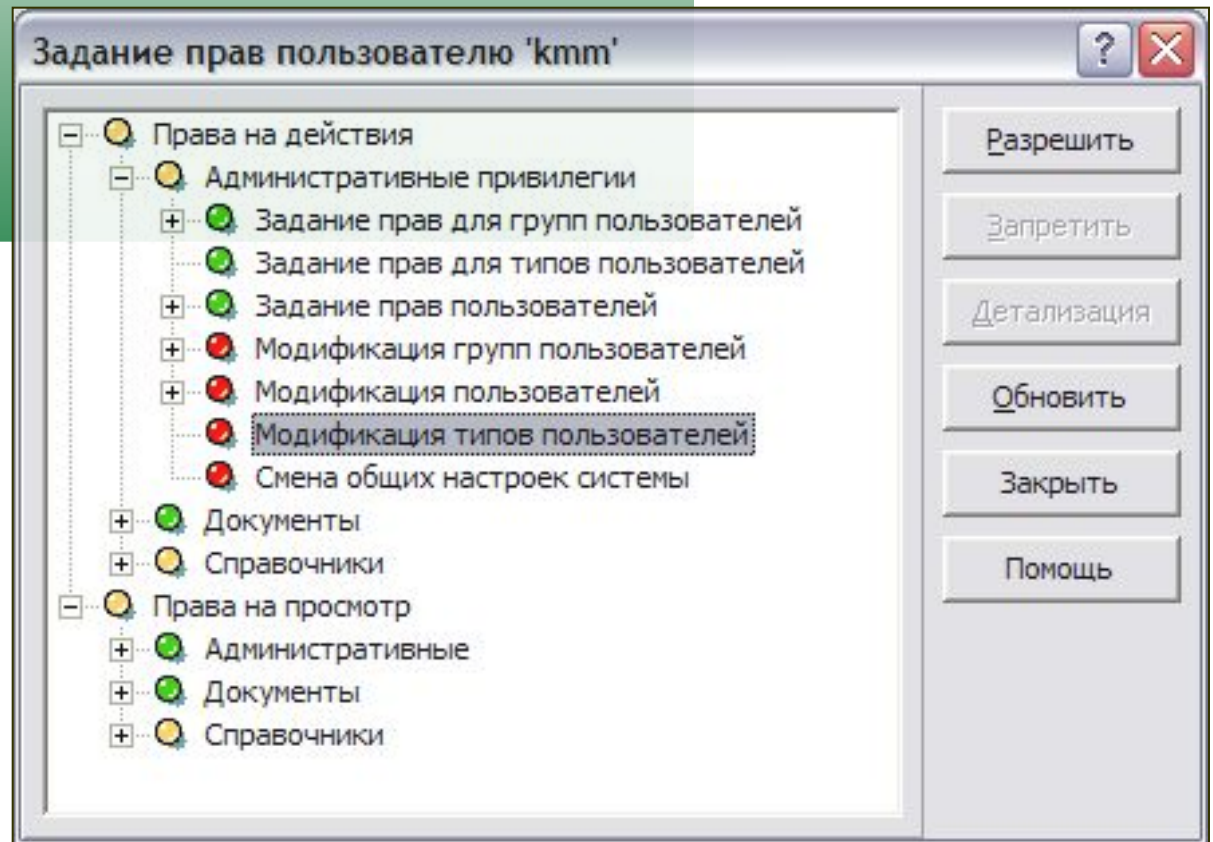 Задание прав пользователю 'kmm'
Права на действия
Административные привилегии
Задание прав для групп пользователей
Задание прав для типов пользователей
Задание прав пользователей
Модификация групп пользователей
Модификация пользователей
Модификация типов пользователей
Смена общих настроек системы
Документы
Справочники
Права на просмотр
Административные
Документы
Справочники
Разрешить
Запретить
Детализация
Обновить
Закрыть
Помощь